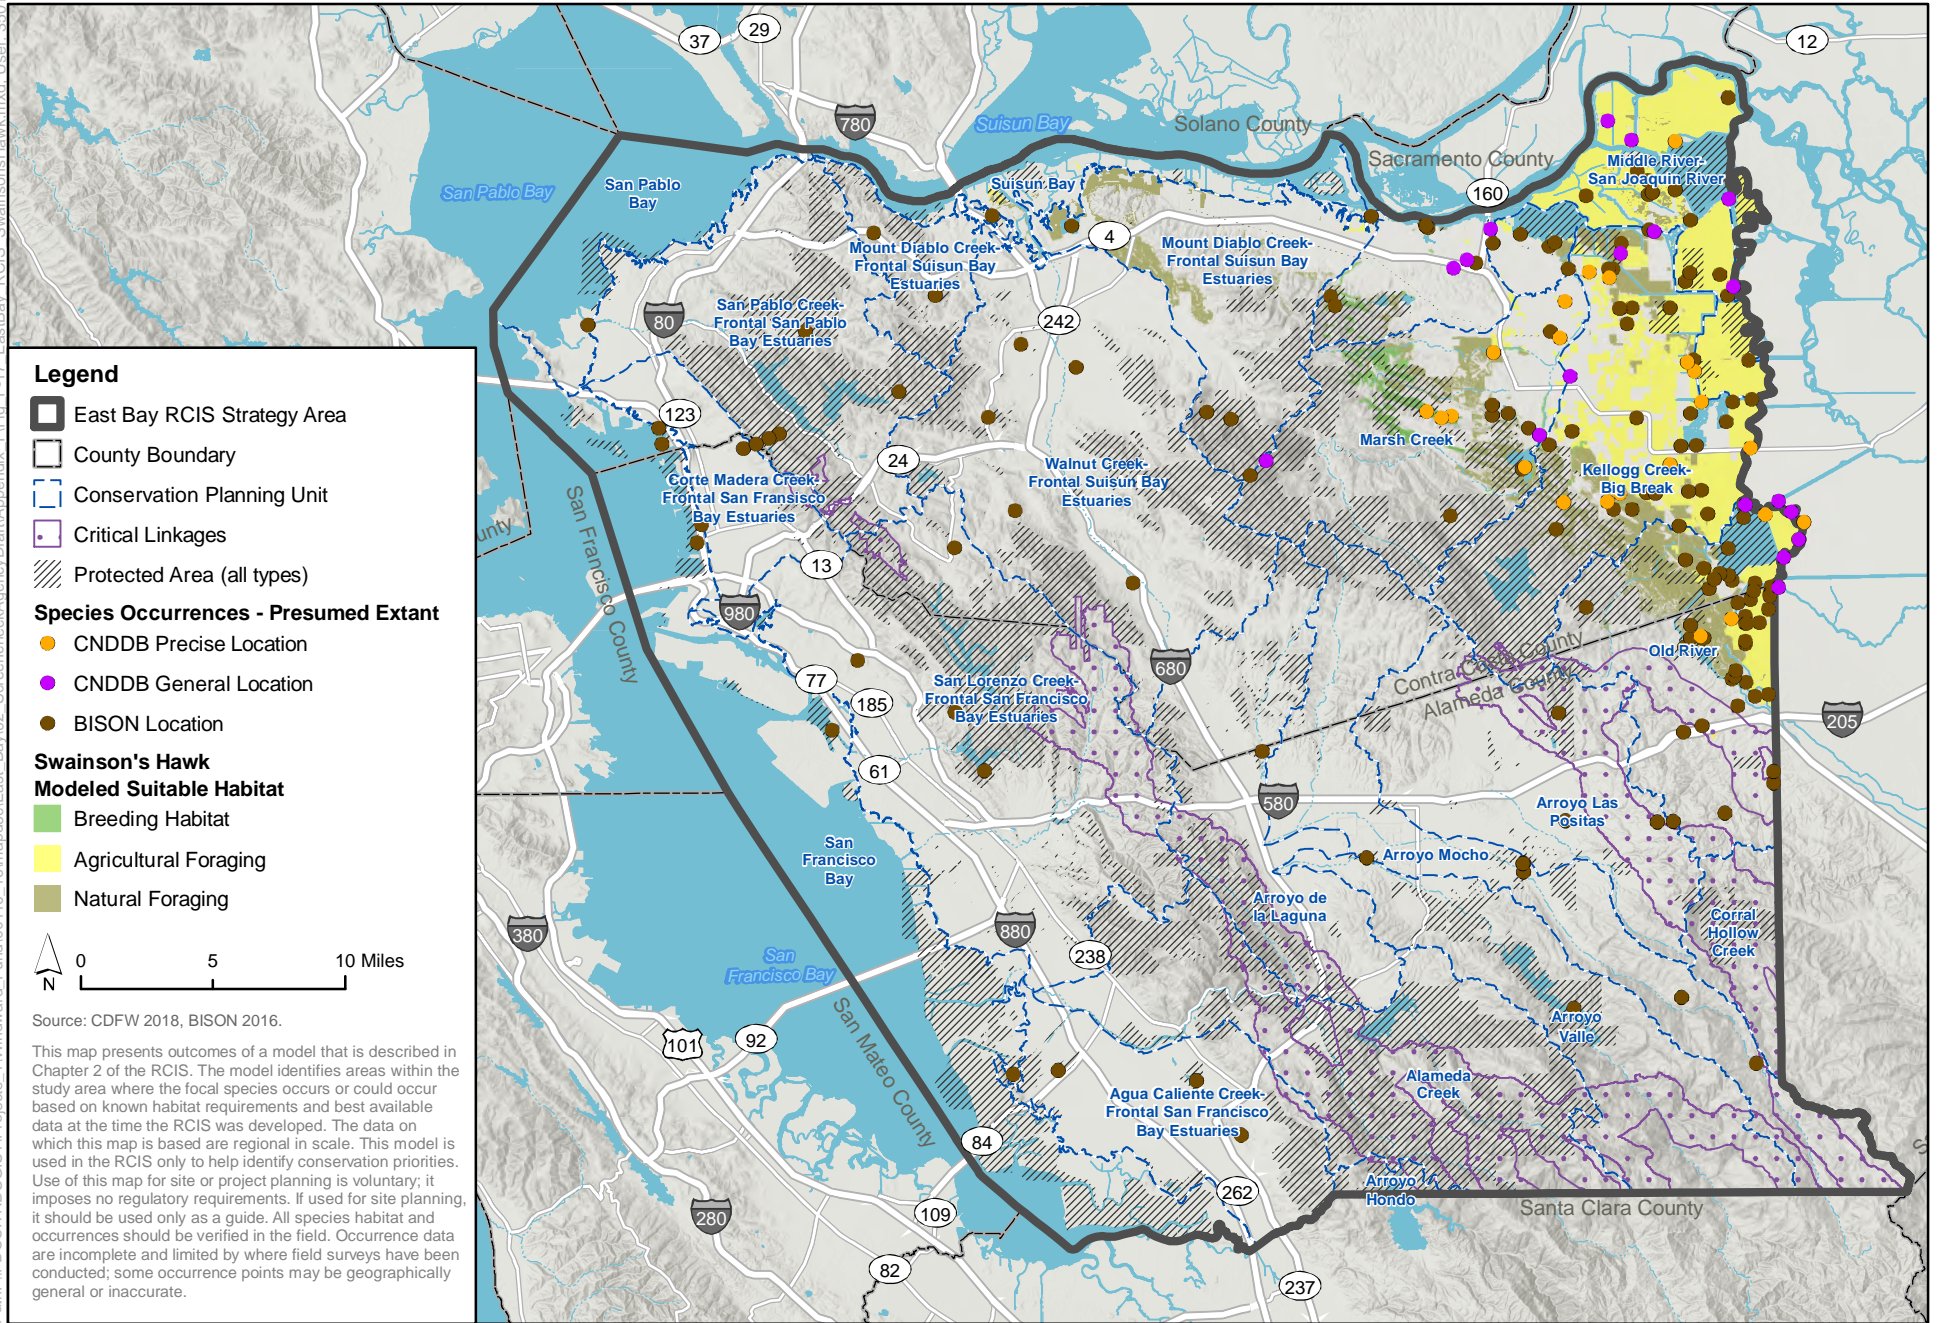 37
29
12
780
Suisun Bay
Solano County
Sacramento County
160
Middle River-
San Joaquin River
San Pablo Bay
San Pablo
Bay
Suisun Bay
4
Mount Diablo Creek-
Frontal Suisun Bay
Estuaries
Mount Diablo Creek-
Frontal Suisun Bay
Estuaries
San Pablo Creek-
Frontal San Pablo
Bay Estuaries
80
242
123
24
Marsh Creek
Walnut Creek-
Frontal Suisun Bay
Estuaries
Kellogg Creek-
Big Break
Corte Madera Creek-
Frontal San Fransisco
Bay Estuaries
San Francisco County
unty
13
980
680
Contra Costa County
Alameda County
Old River
77
185
San Lorenzo Creek-
Frontal San Francisco
Bay Estuaries
205
61
580
Arroyo Las
Positas
San
Francisco
Bay
Arroyo Mocho
Arroyo de
la Laguna
Corral
Hollow
Creek
380
880
238
San
Francisco Bay
San Mateo County
101
92
Arroyo
Valle
Alameda
Creek
Agua Caliente Creek-
Frontal San Francisco
Bay Estuaries
84
262
Arroyo
Hondo
Santa Clara County
280
109
82
237
Legend
East Bay RCIS Strategy Area
County Boundary
Conservation Planning Unit
Critical Linkages
Protected Area (all types)
Species Occurrences - Presumed Extant
CNDDB Precise Location
CNDDB General Location
BISON Location
Swainson's Hawk
Modeled Suitable Habitat
Breeding Habitat
Agricultural Foraging
Natural Foraging
N
0 5 10 Miles
Source: CDFW 2018, BISON 2016.
This map presents outcomes of a model that is described in
Chapter 2 of the RCIS. The model identifies areas within the
study area where the focal species occurs or could occur
based on known habitat requirements and best available
data at the time the RCIS was developed. The data on
which this map is based are regional in scale. This model is
used in the RCIS only to help identify conservation priorities.
Use of this map for site or project planning is voluntary; it
imposes no regulatory requirements. If used for site planning,
it should be used only as a guide. All species habitat and
occurrences should be verified in the field. Occurrence data
are incomplete and limited by where field surveys have been
conducted; some occurrence points may be geographically
general or inaccurate.